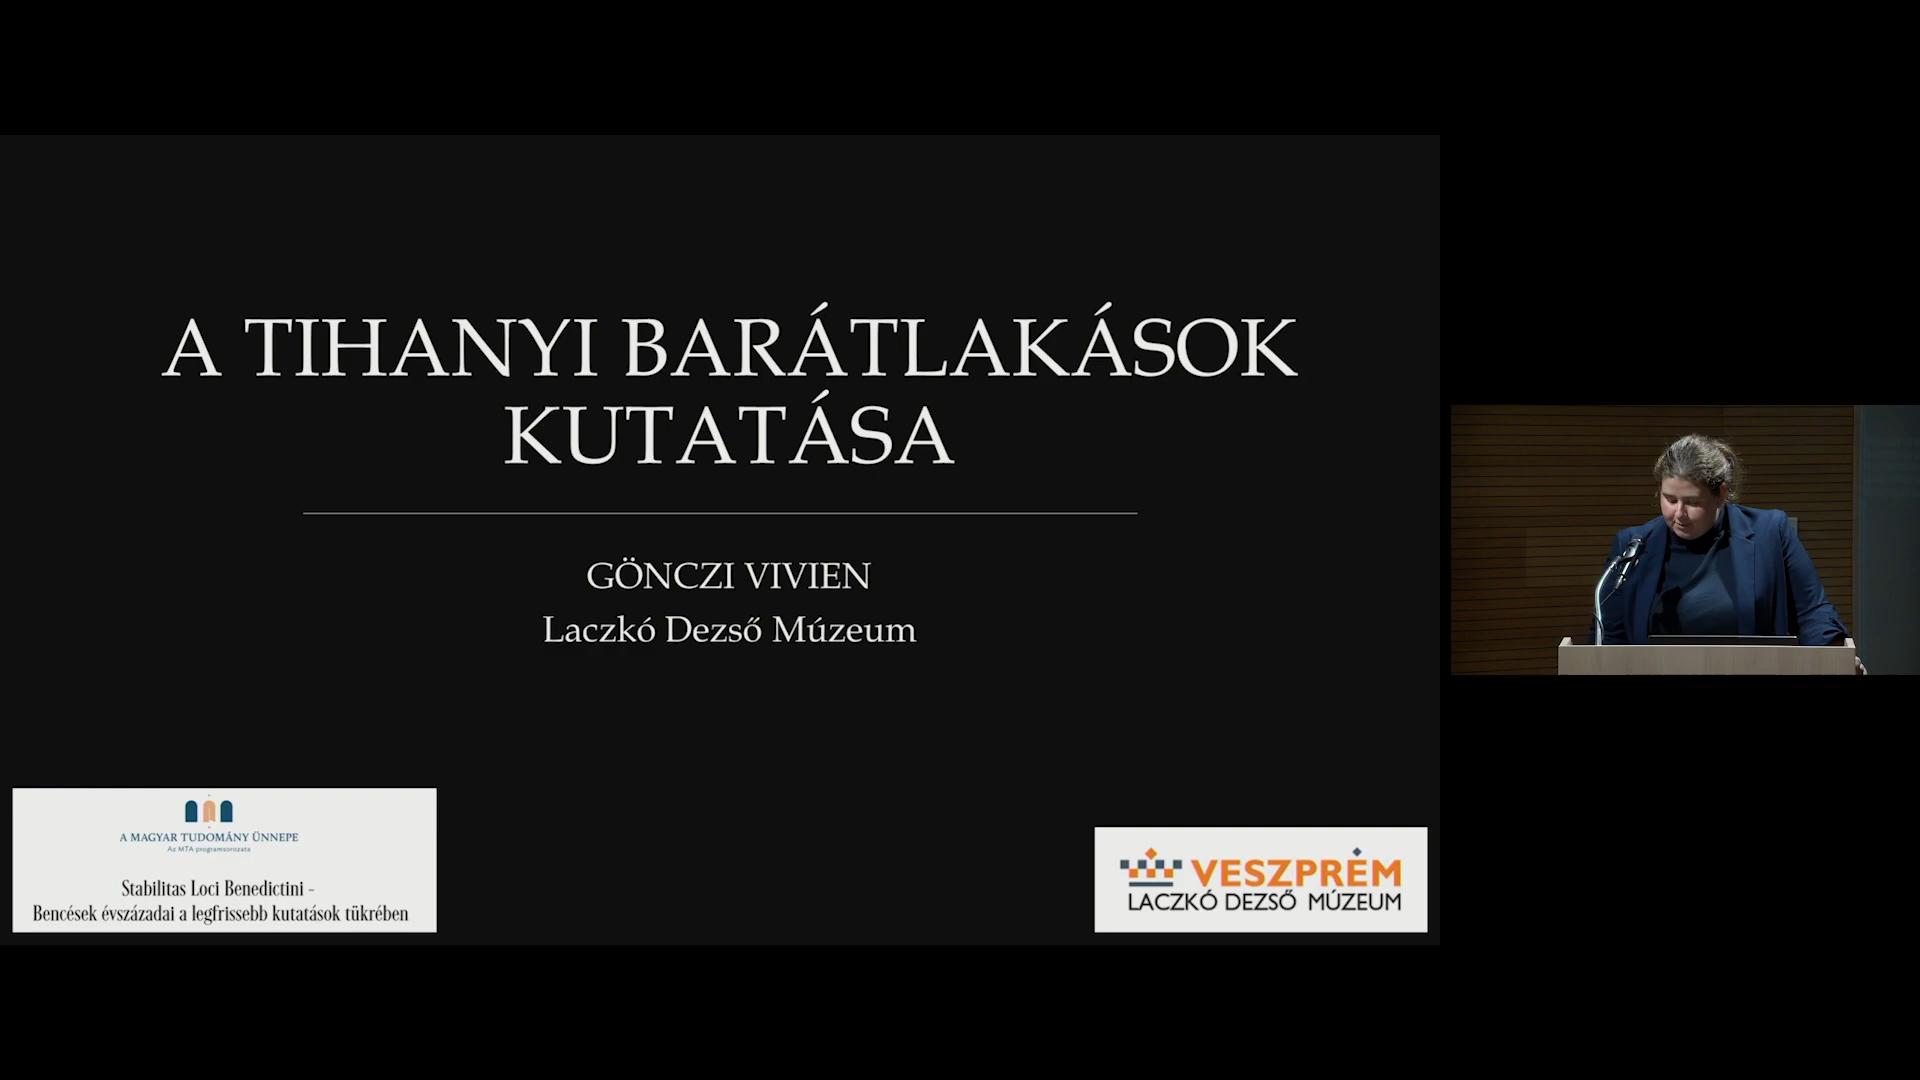 A TIHANYI BARÁTLAKÁSOK
KUTATÁSA
GÖNCZI VIVIEN
Laczkó Dezső Múzeum
A MAGYAR TUDOMÁNY ÜNNEPE
Az MTA programsorozata
Stabilitas Loci Benedictini -
Bencések évszázadai a legfrissebb kutatások tükrében
VESZPRÉM
LACZKÓ DEZSŐ MÚZEUM